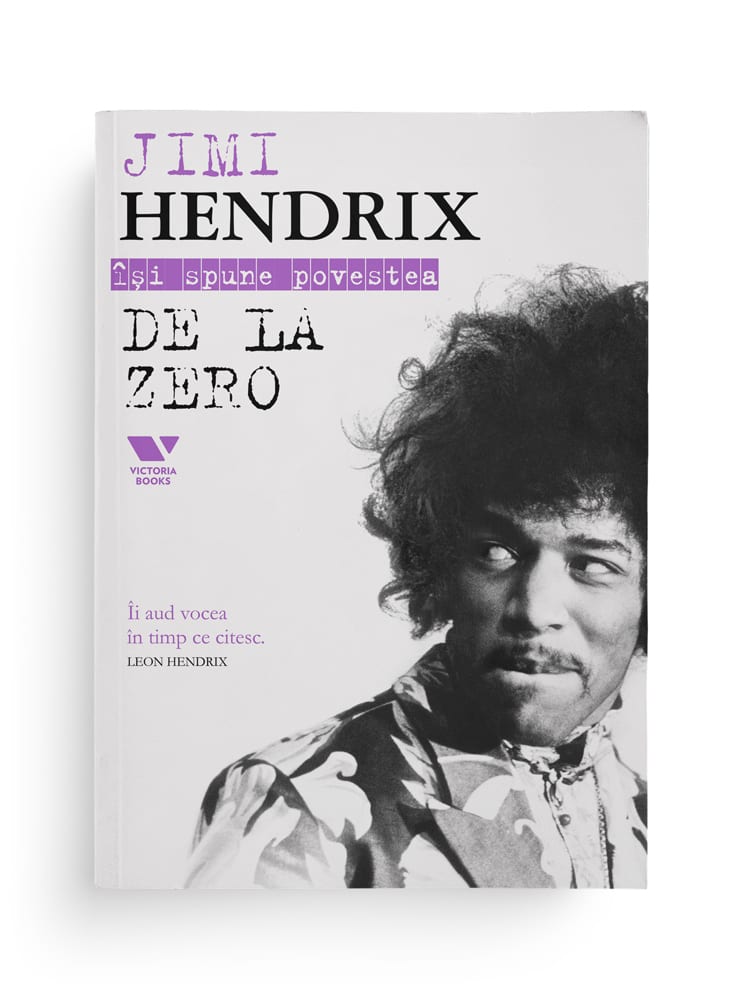 JIMI
HENDRIX
își spune povestea
DE LA
ZERO
VICTORIA
BOOKS
Îi aud vocea
în timp ce citesc.
LEON HENDRIX